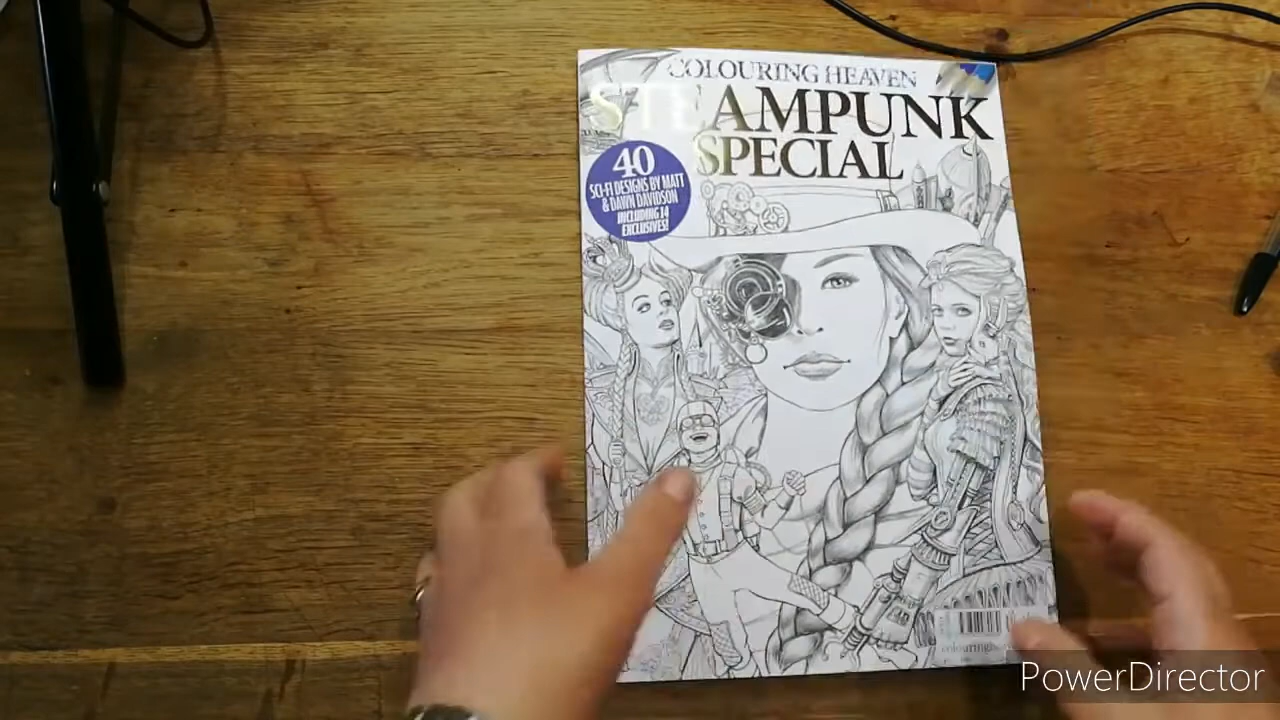 COLOURING HEAVEN
STEAMPUNK
SPECIAL
40
SCI-FI DESIGNS BY MATT
& DAWN DAVIDSON
INCLUDING 14
EXCLUSIVES!
PowerDirector